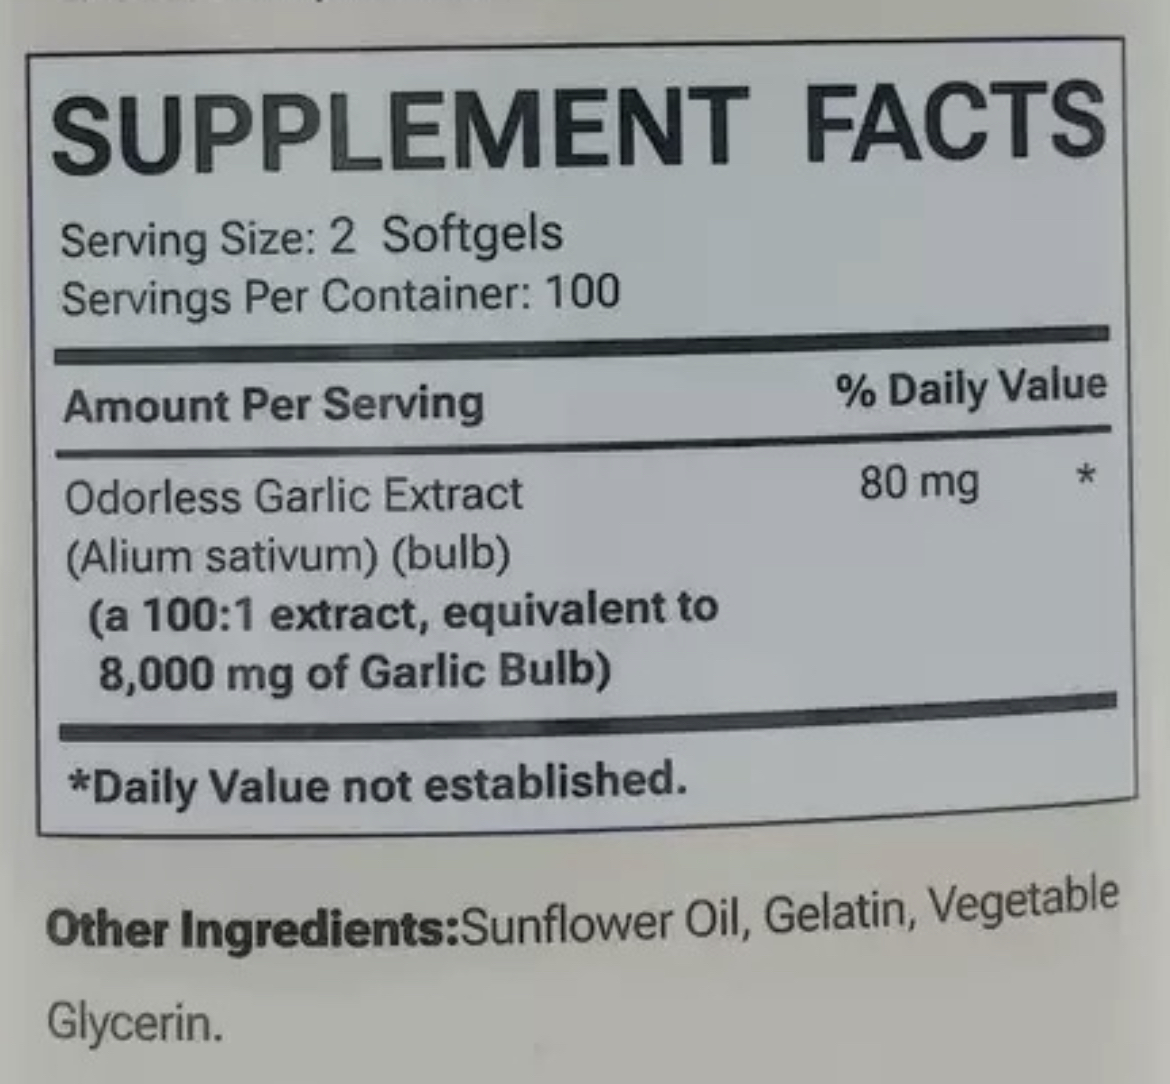 SUPPLEMENT FACTS
Serving Size: 2 Softgels
Servings Per Container: 100
Amount Per Serving % Daily Value
Odorless Garlic Extract 80 mg *
(Alium sativum) (bulb)
(a 100:1 extract, equivalent to
8,000 mg of Garlic Bulb)
*Daily Value not established.
Other Ingredients:Sunflower Oil, Gelatin, Vegetable
Glycerin.